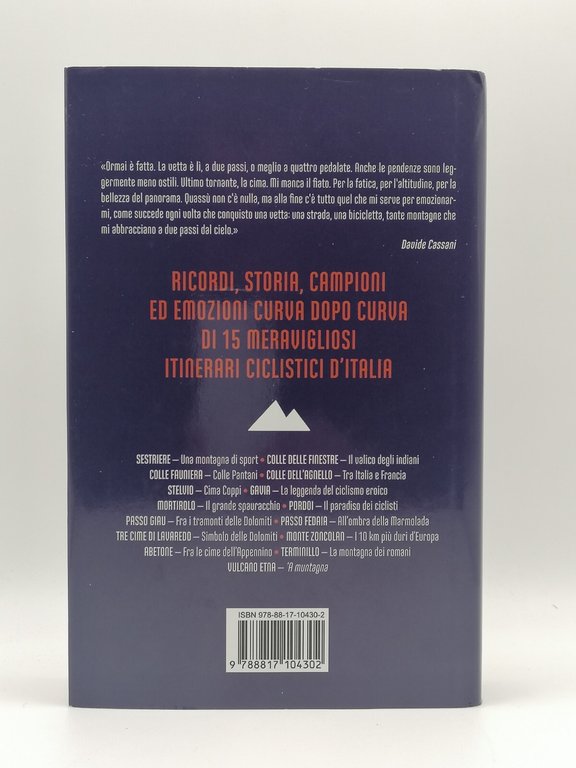 «Ormai è fatta. La vetta è lì, a due passi, o meglio a quattro pedalate. Anche le pendenze sono leg-
germente meno ostili. Ultimo tornante, la cima. Mi manca il fiato. Per la fatica, per l'altitudine, per la
bellezza del panorama. Quassù non c'è nulla, ma alla fine c'è tutto quel che mi serve per emozionar-
mi, come succede ogni volta che conquisto una vetta: una strada, una bicicletta, tante montagne che
mi abbracciano a due passi dal cielo.»
Davide Cassani
RICORDI, STORIA, CAMPIONI
ED EMOZIONI CURVA DOPO CURVA
DI 15 MERAVIGLIOSI
ITINERARI CICLISTICI D'ITALIA
SESTRIERE – Una montagna di sport • COLLE DELLE FINESTRE – Il valico degli indiani
COLLE FAUNIERA – Colle Pantani • COLLE DELL'AGNELLO – Tra Italia e Francia
STELVIO – Cima Coppi • GAVIA – La leggenda del ciclismo eroico
MORTIROLO – Il grande spauracchio • PORDOI – Il paradiso dei ciclisti
PASSO GIAU – Fra i tramonti delle Dolomiti • PASSO FEDAIA – All'ombra della Marmolada
TRE CIME DI LAVAREDO – Simbolo delle Dolomiti • MONTE ZONCOLAN – I 10 km più duri d'Europa
ABETONE – Fra le cime dell'Appennino • TERMINILLO – La montagna dei romani
VULCANO ETNA – 'A muntagna
ISBN 978-88-17-10430-2
9 788817 104302